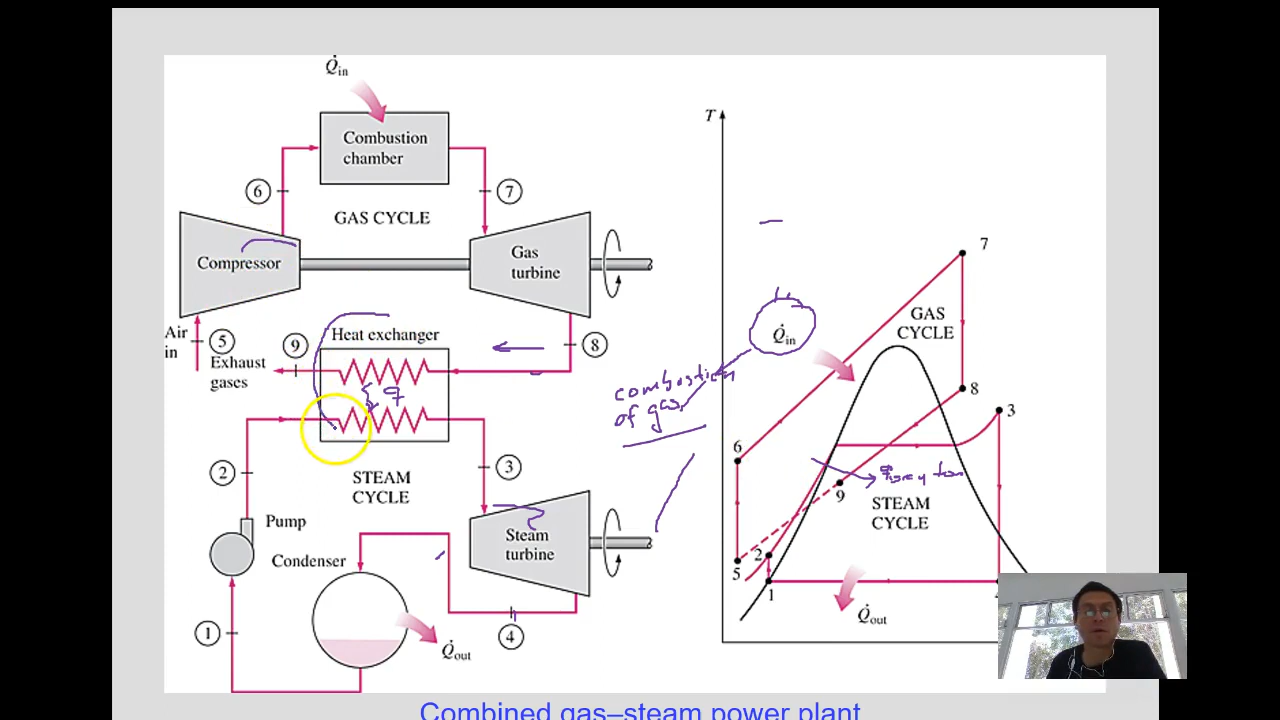 Q̇in
Combustion
chamber
6
7
GAS CYCLE
Compressor
Gas
turbine
Air
in
5
9
Heat exchanger
8
Exhaust
gases
q
2
3
STEAM
CYCLE
Pump
Condenser
Steam
turbine
1
4
Q̇out
T
7
GAS
CYCLE
Q̇in
combustion
of gas
8
3
6
9
STEAM
CYCLE
5
2
1
Q̇out
Combined gas–steam power plant